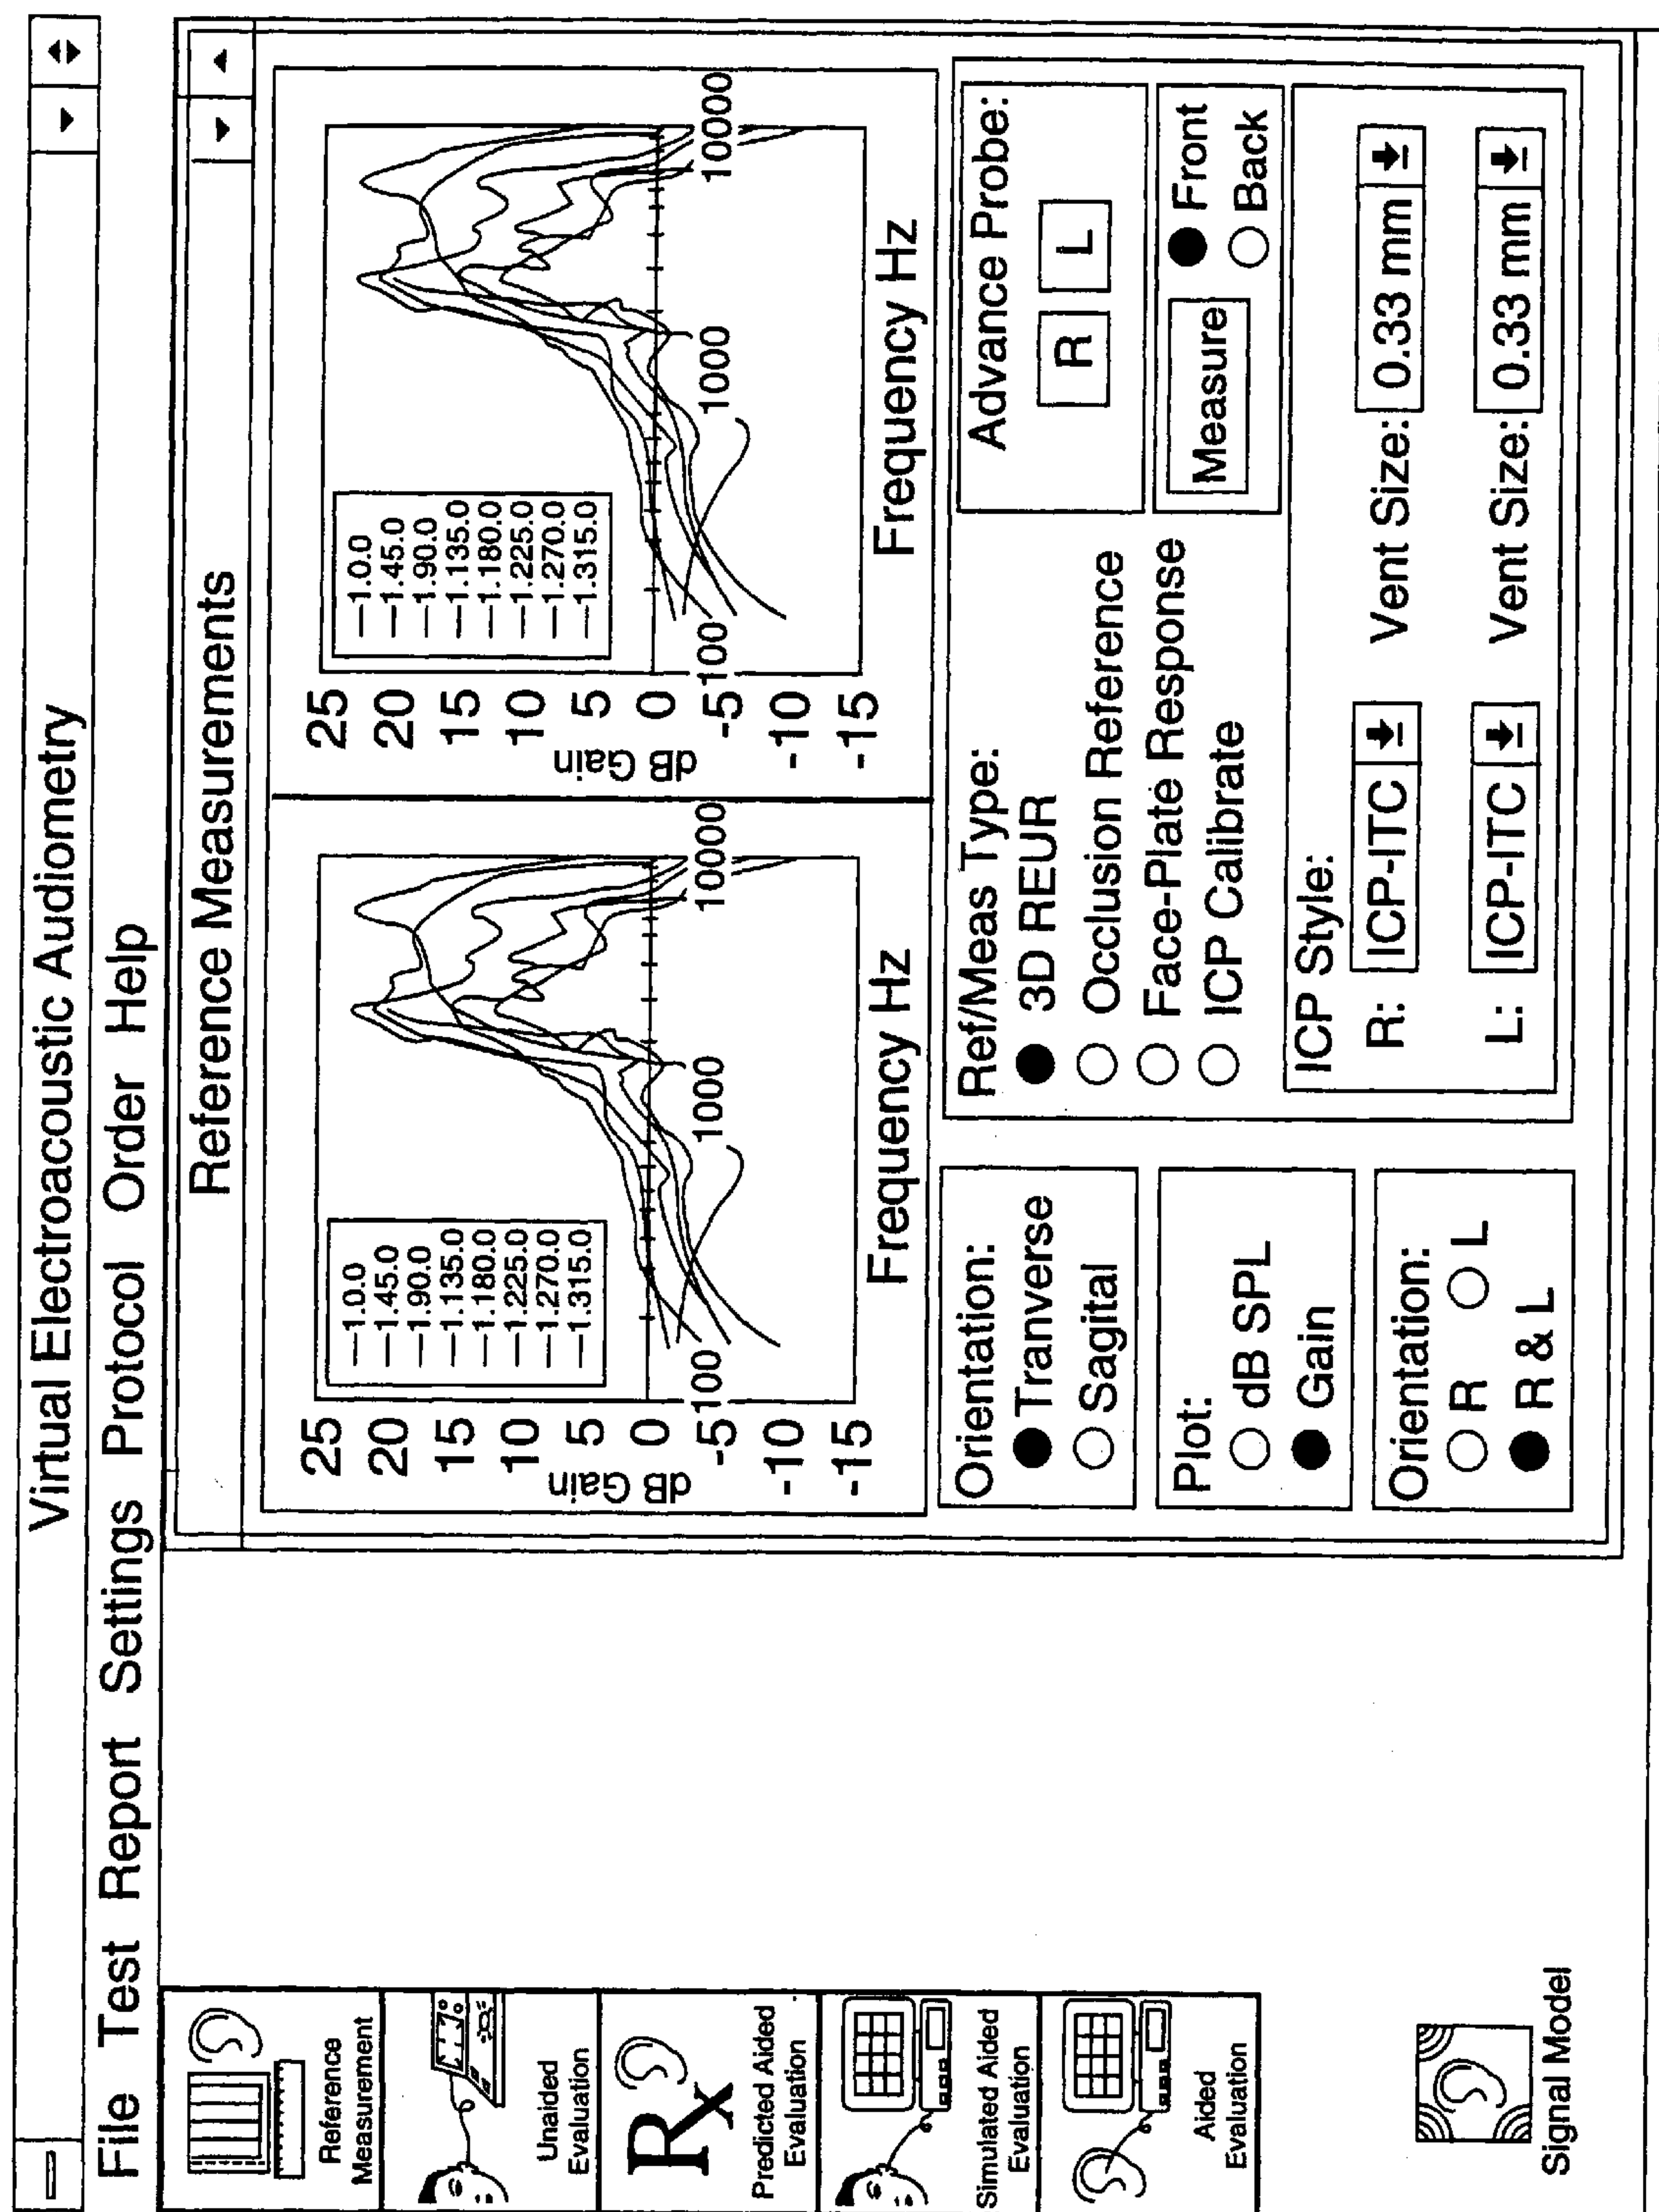 Virtual Electroacoustic Audiometry
File Test Report Settings Protocol Order Help
Reference
Measurement
Unaided
Evaluation
Rx
Predicted Aided
Evaluation
Simulated Aided
Evaluation
Aided
Evaluation
Signal Model
Reference Measurements
25
20
15
10
5
0
-5
-10
-15
dB Gain
1.0.0
1.45.0
1.90.0
1.135.0
1.180.0
1.225.0
1.270.0
1.315.0
100
1000
10000
Frequency Hz
25
20
15
10
5
0
-5
-10
-15
dB Gain
1.0.0
1.45.0
1.90.0
1.135.0
1.180.0
1.225.0
1.270.0
1.315.0
100
1000
10000
Frequency Hz
Orientation:
Tranverse
Sagital
Plot:
dB SPL
Gain
Orientation:
R L
R & L
Ref/Meas Type:
3D REUR
Occlusion Reference
Face-Plate Response
ICP Calibrate
Advance Probe:
R L
Measure
Front
Back
ICP Style:
R: ICP-ITC Vent Size: 0.33 mm
L: ICP-ITC Vent Size: 0.33 mm